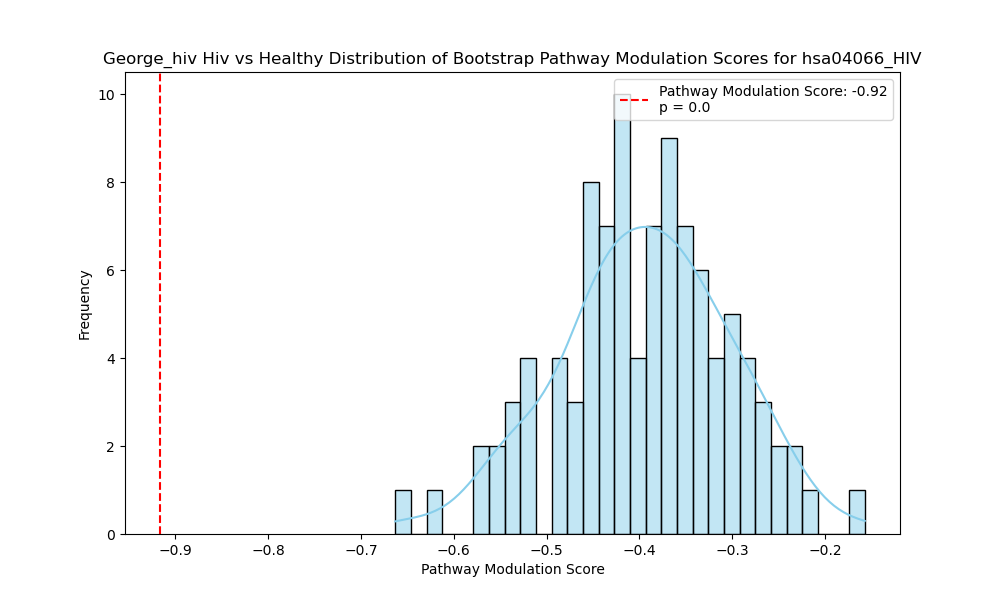 George_hiv Hiv vs Healthy Distribution of Bootstrap Pathway Modulation Scores for hsa04066_HIV
Pathway Modulation Score: -0.92
p = 0.0
10
8
6
4
2
0
Frequency
−0.9 −0.8 −0.7 −0.6 −0.5 −0.4 −0.3 −0.2
Pathway Modulation Score